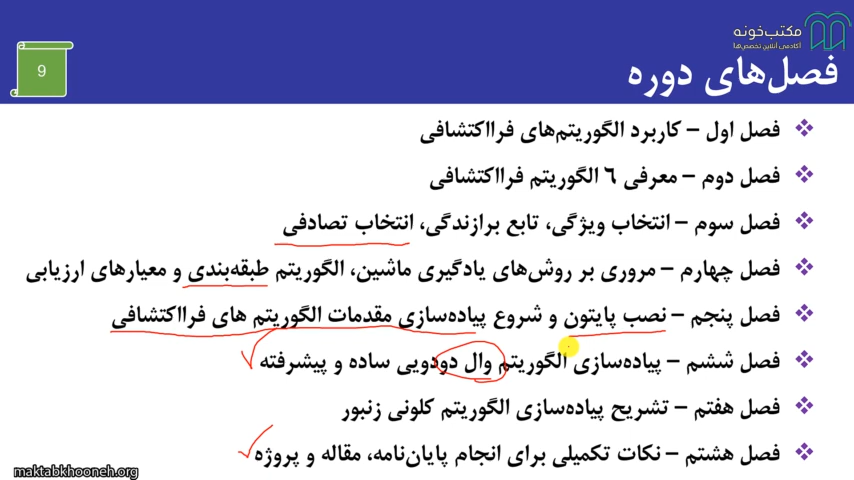 مکتب‌خونه
آکادمی آنلاین تخصص‌ها
فصل‌های دوره
9
فصل اول – کاربرد الگوریتم‌های فرااکتشافی
فصل دوم – معرفی ۶ الگوریتم فرااکتشافی
فصل سوم – انتخاب ویژگی، تابع برازندگی، انتخاب تصادفی
فصل چهارم – مروری بر روش‌های یادگیری ماشین، الگوریتم طبقه‌بندی و معیارهای ارزیابی
فصل پنجم – نصب پایتون و شروع پیاده‌سازی مقدمات الگوریتم های فرااکتشافی
فصل ششم – پیاده‌سازی الگوریتم وال دودویی ساده و پیشرفته
فصل هفتم – تشریح پیاده‌سازی الگوریتم کلونی زنبور
فصل هشتم – نکات تکمیلی برای انجام پایان‌نامه، مقاله و پروژه
maktabkhooneh.org